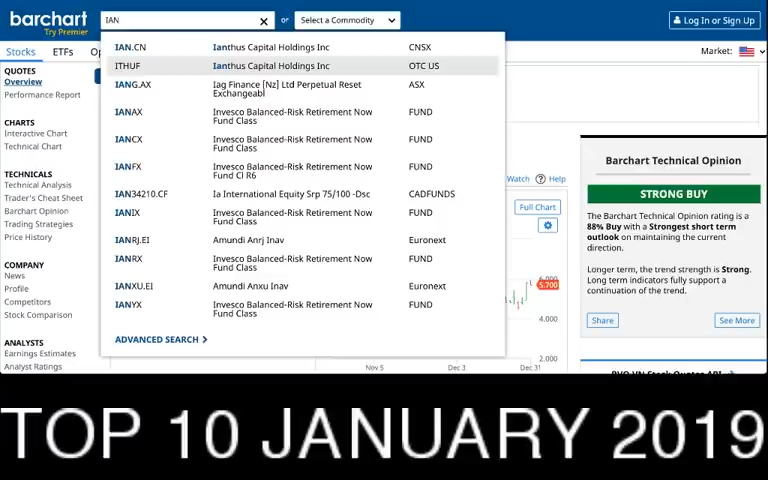 barchart
Try Premier
IAN
or
Select a Commodity
Log In or Sign Up
Stocks
ETFs
Market:
QUOTES
Overview
Performance Report
CHARTS
Interactive Chart
Technical Chart
TECHNICALS
Technical Analysis
Trader's Cheat Sheet
Barchart Opinion
Trading Strategies
Price History
COMPANY
News
Profile
Competitors
Stock Comparison
ANALYSTS
Earnings Estimates
Analyst Ratings
IAN.CN Ianthus Capital Holdings Inc CNSX
ITHUF Ianthus Capital Holdings Inc OTC US
IANG.AX Iag Finance [Nz] Ltd Perpetual Reset Exchangeabl ASX
IANAX Invesco Balanced-Risk Retirement Now Fund Class FUND
IANCX Invesco Balanced-Risk Retirement Now Fund Class FUND
IANFX Invesco Balanced-Risk Retirement Now Fund Cl R6 FUND
IAN34210.CF Ia International Equity Srp 75/100 -Dsc CADFUNDS
IANIX Invesco Balanced-Risk Retirement Now Fund Class FUND
IANRJ.EI Amundi Anrj Inav Euronext
IANRX Invesco Balanced-Risk Retirement Now Fund Class FUND
IANXU.EI Amundi Anxu Inav Euronext
IANYX Invesco Balanced-Risk Retirement Now Fund Class FUND
ADVANCED SEARCH
Watch
Help
Full Chart
5.700
4.000
2.000
Nov 5
Dec 3
Dec 31
Barchart Technical Opinion
STRONG BUY
The Barchart Technical Opinion rating is a
88% Buy with a Strongest short term
outlook on maintaining the current
direction.
Longer term, the trend strength is Strong.
Long term indicators fully support a
continuation of the trend.
Share
See More
TOP 10 JANUARY 2019